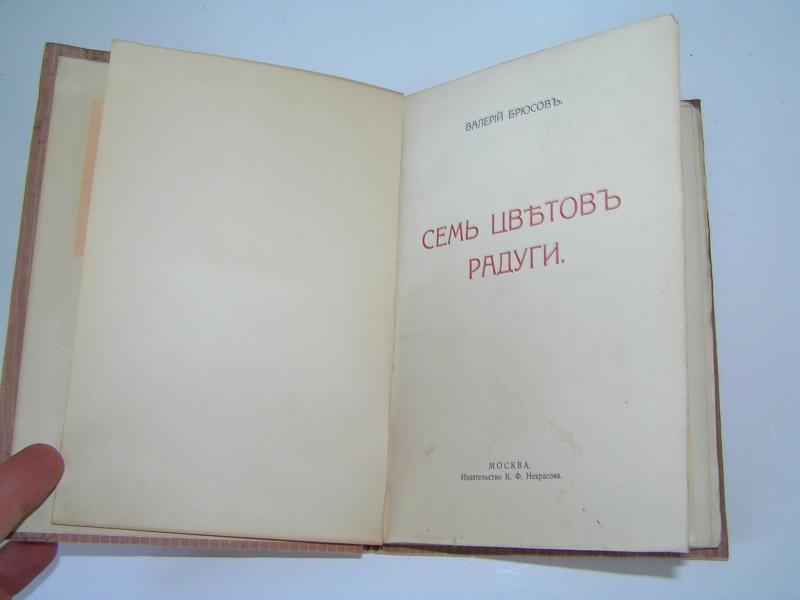 ВАЛЕРІЙ БРЮСОВЪ.
СЕМЬ ЦВѢТОВЪ
РАДУГИ.
МОСКВА.
Издательство К. Ф. Некрасова.